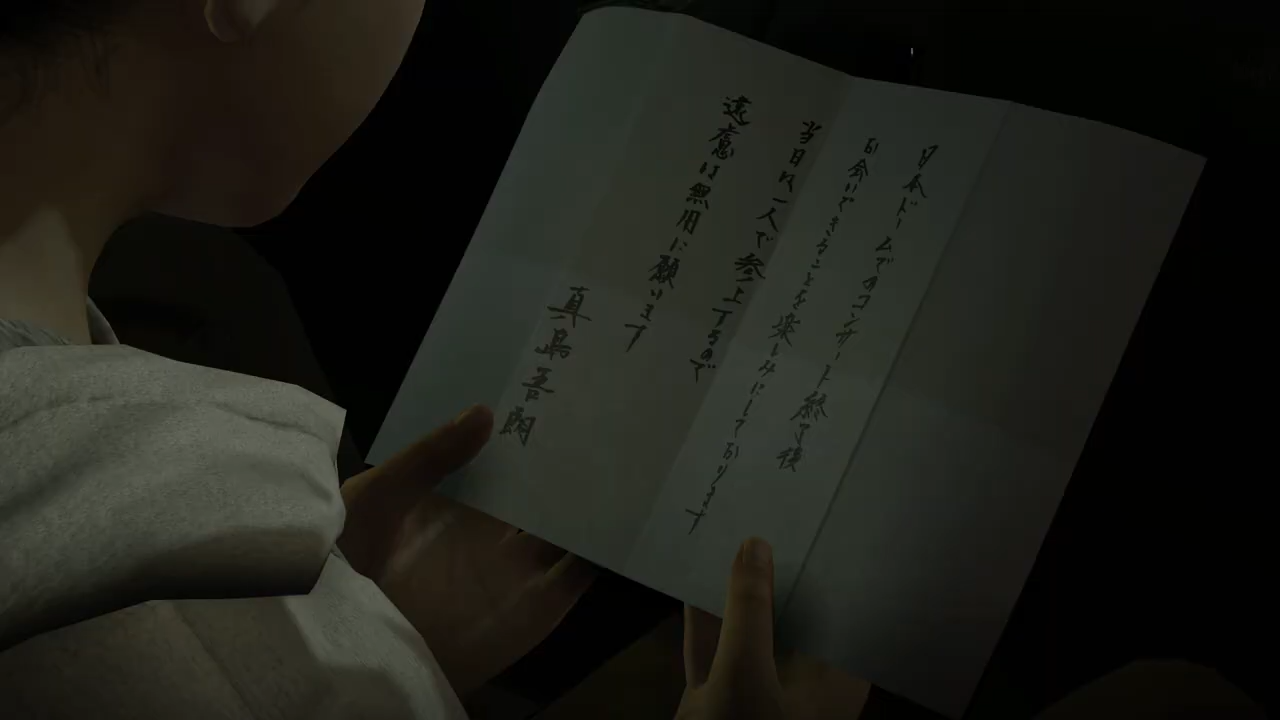 日本ドームでのコンサート終了後
お会いできることを楽しみにしております
当日は一人で参上するので
遠慮は無用に願います
真島吾朗